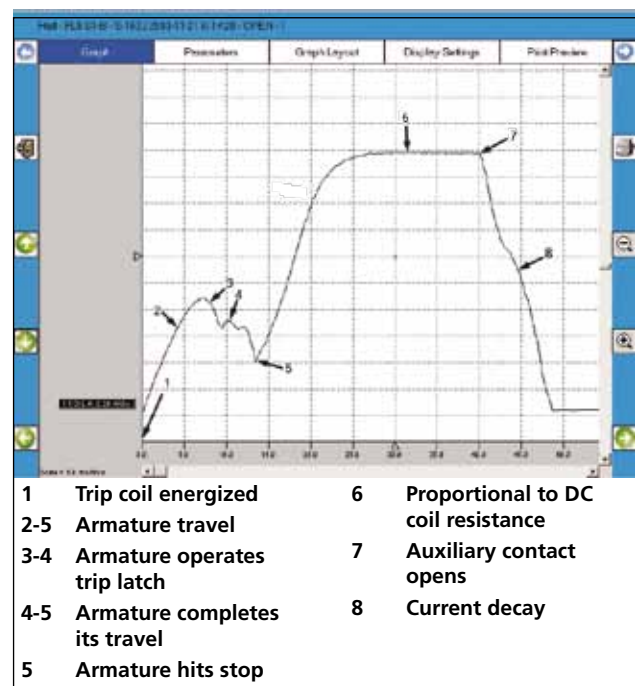 Graph Parameters Graph Layout Display Settings Print Preview
6
7
8
3
4
2
5
1
1 Trip coil energized
2-5 Armature travel
3-4 Armature operates
trip latch
4-5 Armature completes
its travel
5 Armature hits stop
6 Proportional to DC
coil resistance
7 Auxiliary contact
opens
8 Current decay